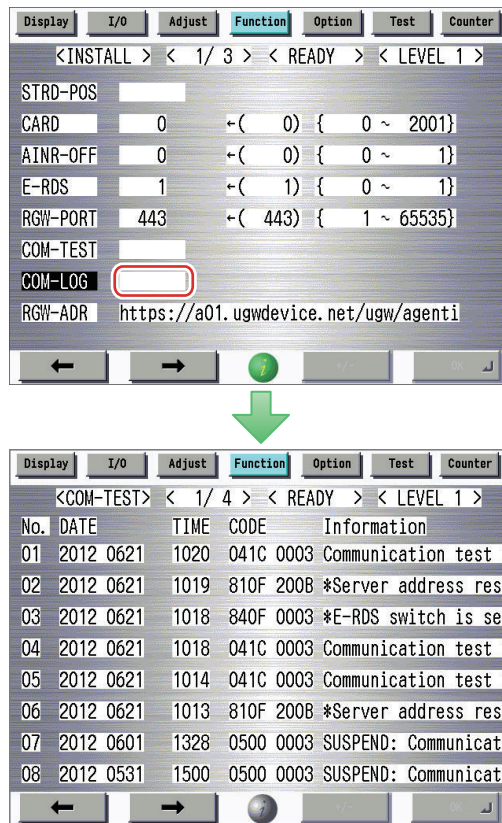 Display I/O Adjust Function Option Test Counter
<INSTALL > < 1/ 3 > < READY > < LEVEL 1 >
STRD-POS
CARD 0 ←( 0) { 0 ~ 2001}
AINR-OFF 0 ←( 0) { 0 ~ 1}
E-RDS 1 ←( 1) { 0 ~ 1}
RGW-PORT 443 ←( 443) { 1 ~ 65535}
COM-TEST
COM-LOG
RGW-ADR https://a01.ugwdevice.net/ugw/agenti
← → i +/- OK
Display I/O Adjust Function Option Test Counter
<COM-TEST> < 1/ 4 > < READY > < LEVEL 1 >
No. DATE TIME CODE Information
01 2012 0621 1020 041C 0003 Communication test
02 2012 0621 1019 810F 200B *Server address res
03 2012 0621 1018 840F 0003 *E-RDS switch is se
04 2012 0621 1018 041C 0003 Communication test
05 2012 0621 1014 041C 0003 Communication test
06 2012 0621 1013 810F 200B *Server address res
07 2012 0601 1328 0500 0003 SUSPEND: Communicat
08 2012 0531 1500 0500 0003 SUSPEND: Communicat
← → i +/- OK